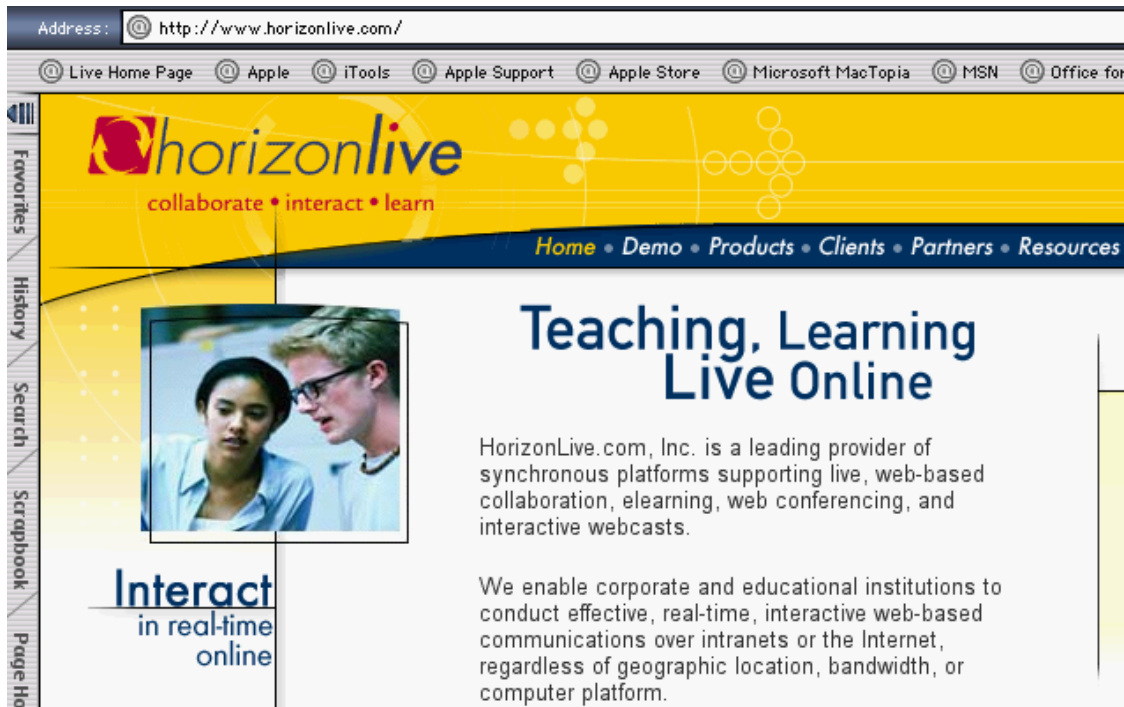 Address: http://www.horizonlive.com/
Live Home Page Apple iTools Apple Support Apple Store Microsoft MacTopia MSN Office for
Favorites
History
Search
Scrapbook
Page Ho
horizonlive
collaborate • interact • learn
Home • Demo • Products • Clients • Partners • Resources
Teaching, Learning
Live Online
HorizonLive.com, Inc. is a leading provider of
synchronous platforms supporting live, web-based
collaboration, elearning, web conferencing, and
interactive webcasts.
We enable corporate and educational institutions to
conduct effective, real-time, interactive web-based
communications over intranets or the Internet,
regardless of geographic location, bandwidth, or
computer platform.
Interact
in real-time
online